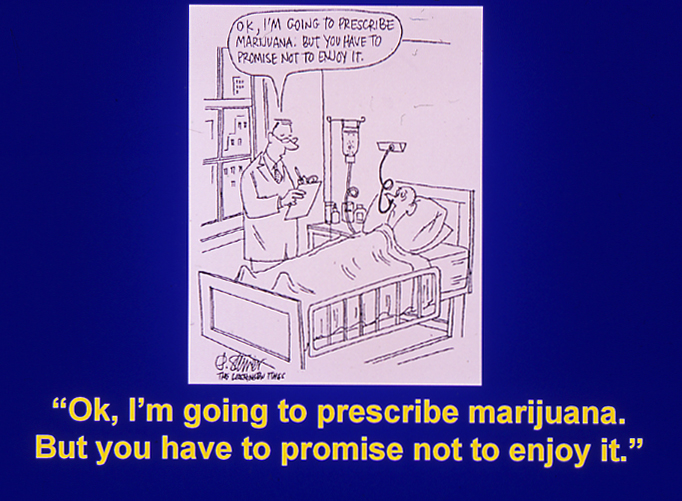 OK, I'M GOING TO PRESCRIBE
MARIJUANA. BUT YOU HAVE TO
PROMISE NOT TO ENJOY IT.
“Ok, I’m going to prescribe marijuana.
But you have to promise not to enjoy it.”